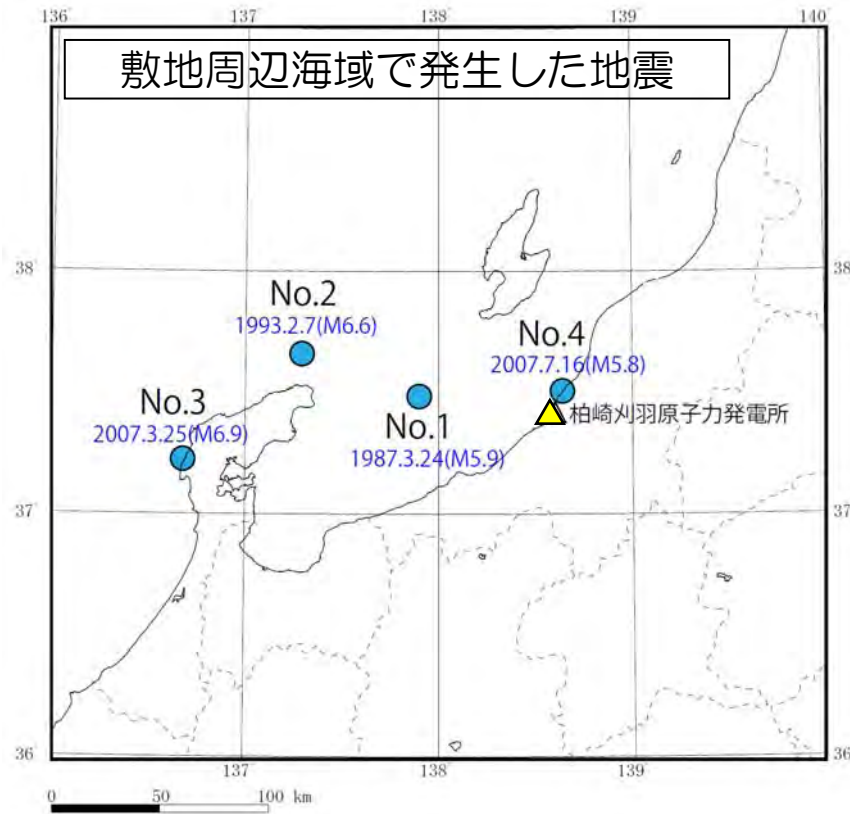 136゜ 137゜ 138゜ 139゜ 140゜
敷地周辺海域で発生した地震
38゜ 38゜
No.2
1993.2.7(M6.6)
No.4
2007.7.16(M5.8)
No.3
2007.3.25(M6.9)
柏崎刈羽原子力発電所
No.1
1987.3.24(M5.9)
37゜ 37゜
36゜ 36゜
137゜ 138゜ 139゜
0 50 100 km